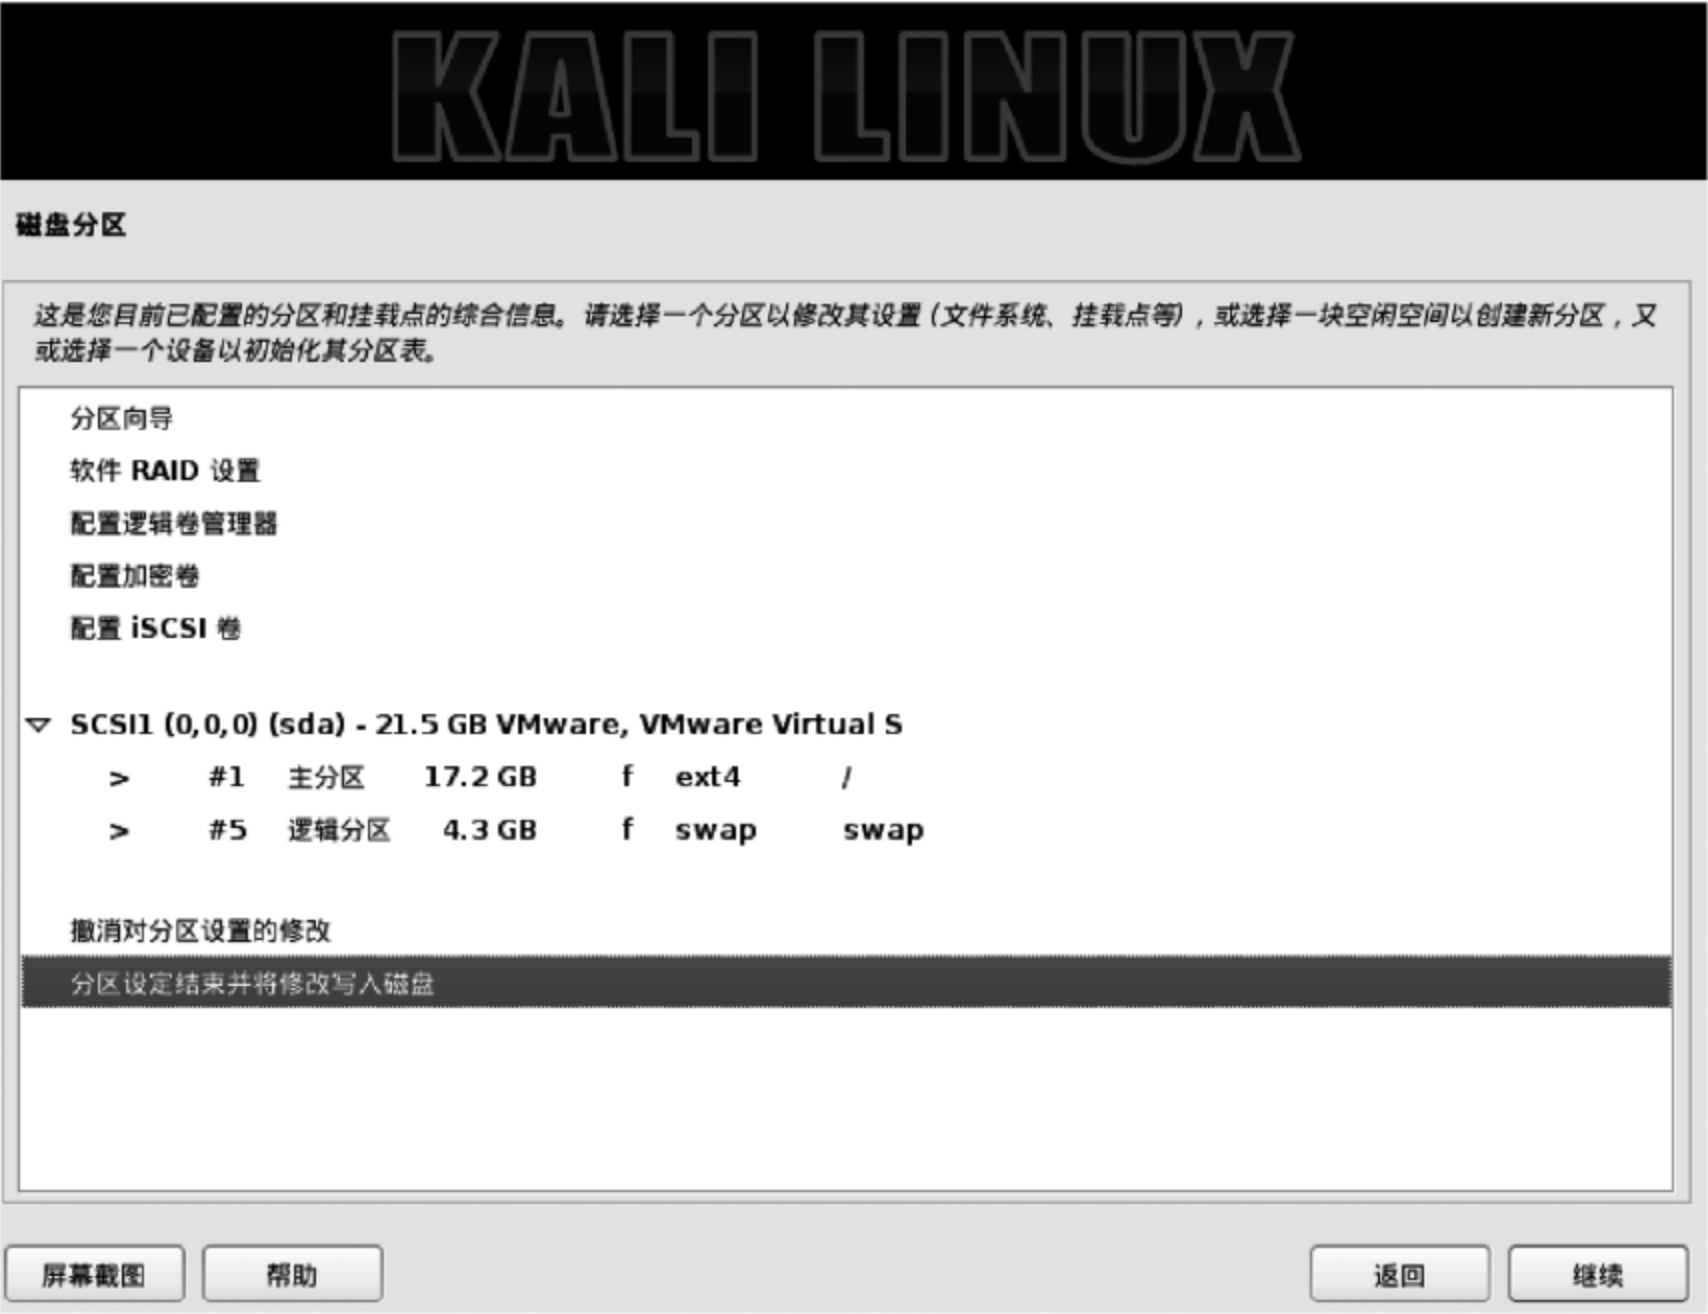 KALI LINUX
磁盘分区
这是您目前已配置的分区和挂载点的综合信息。请选择一个分区以修改其设置（文件系统、挂载点等），或选择一块空闲空间以创建新分区，又
或选择一个设备以初始化其分区表。
分区向导
软件 RAID 设置
配置逻辑卷管理器
配置加密卷
配置 iSCSI 卷
SCSI1 (0,0,0) (sda) - 21.5 GB VMware, VMware Virtual S
> #1 主分区 17.2 GB f ext4 /
> #5 逻辑分区 4.3 GB f swap swap
撤消对分区设置的修改
分区设定结束并将修改写入磁盘
屏幕截图 帮助 返回 继续